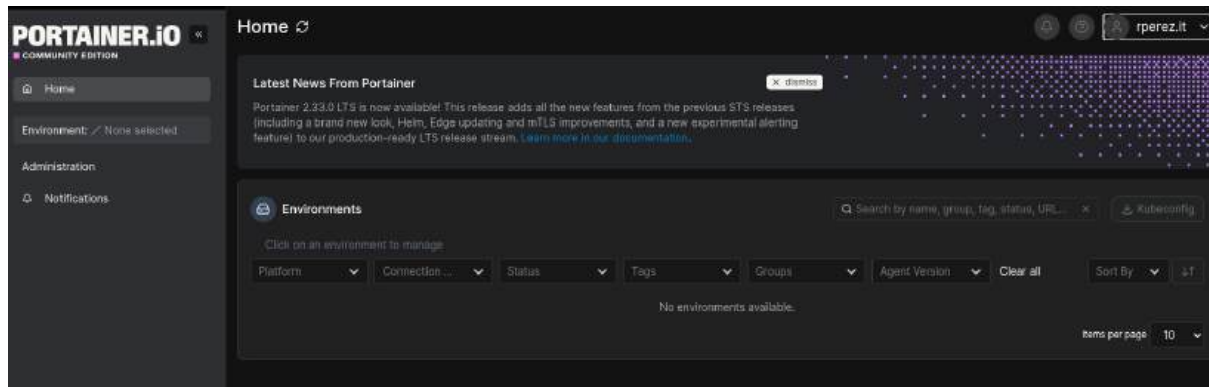 PORTAINER.iO «
COMMUNITY EDITION
Home
Environment: None selected
Administration
Notifications
Home
rperez.it
Latest News From Portainer
dismiss
Portainer 2.33.0 LTS is now available! This release adds all the new features from the previous STS releases
(including a brand new look, Helm, Edge updating and mTLS improvements, and a new experimental alerting
feature) to our production-ready LTS release stream. Learn more in our documentation.
Environments
Search by name, group, tag, status, URL...
Kubeconfig
Click on an environment to manage
Platform Connection ... Status Tags Groups Agent Version Clear all Sort By
No environments available.
Items per page 10